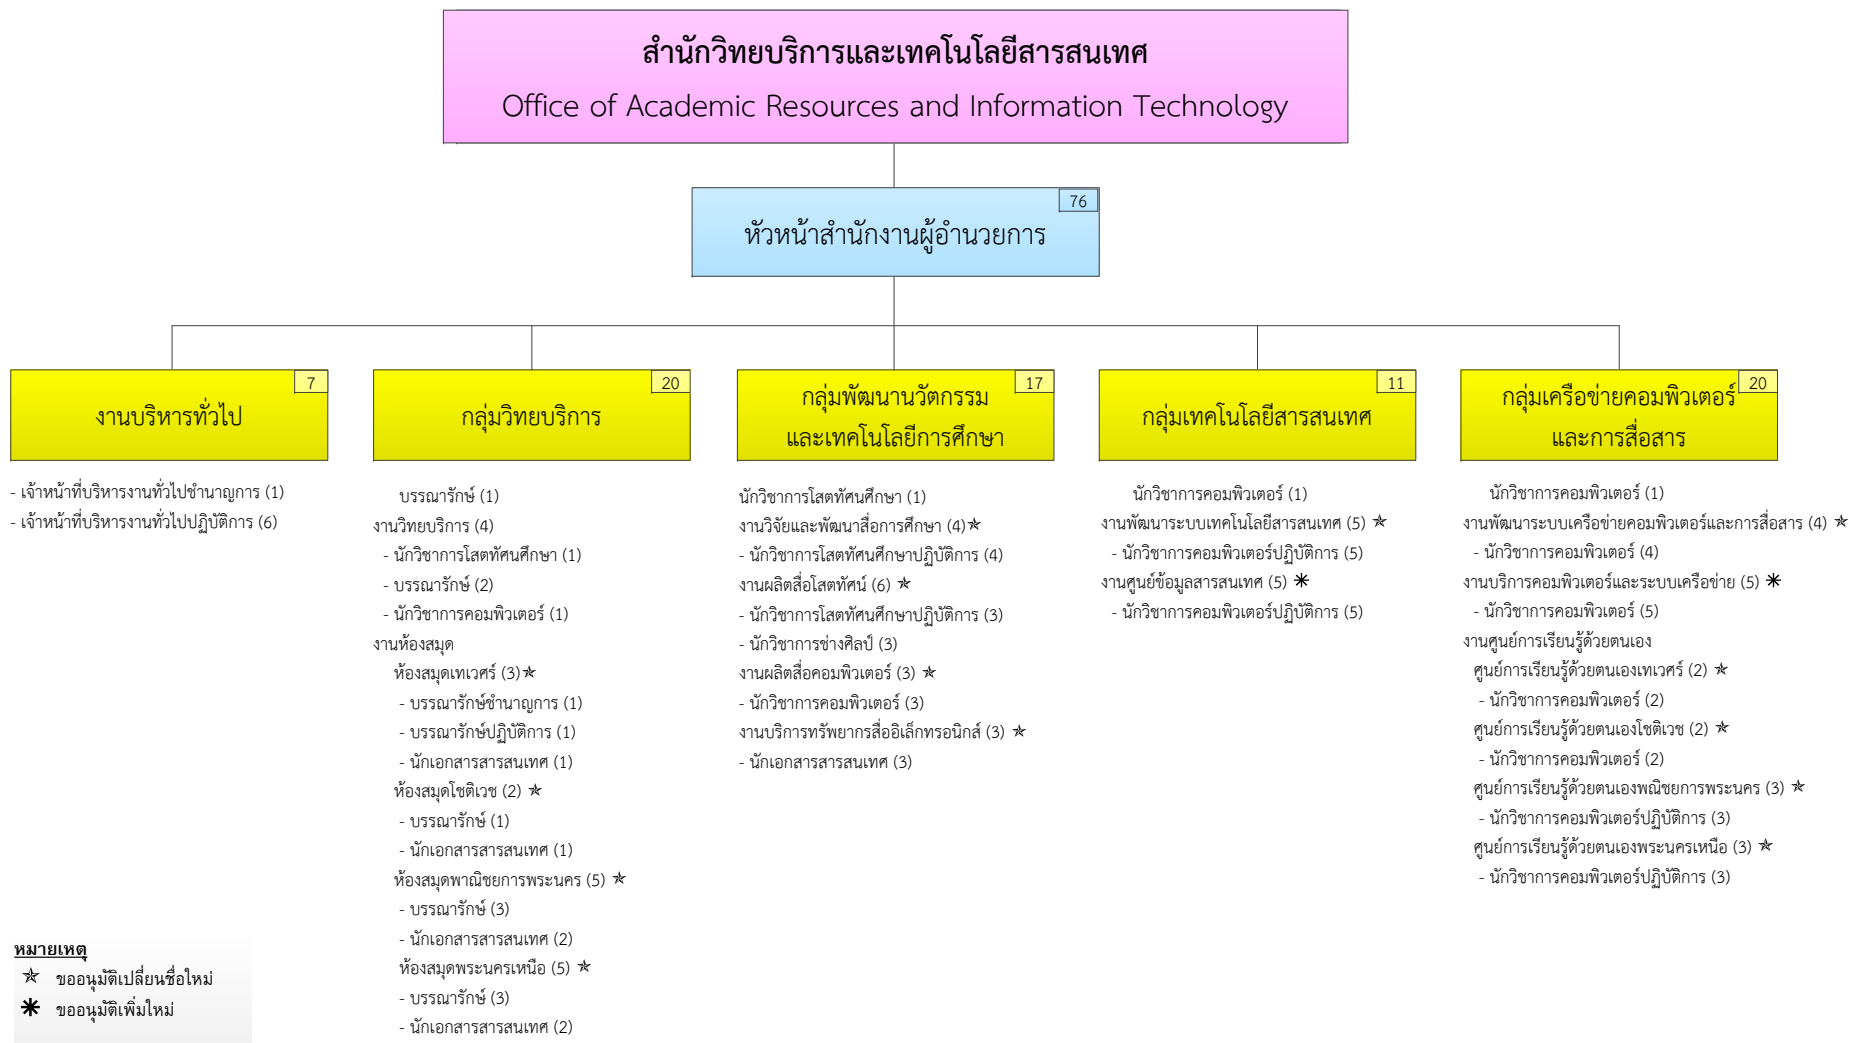 สำนักวิทยบริการและเทคโนโลยีสารสนเทศ
Office of Academic Resources and Information Technology
76
หัวหน้าสำนักงานผู้อำนวยการ
7
งานบริหารทั่วไป
- เจ้าหน้าที่บริหารงานทั่วไปชำนาญการ (1)
- เจ้าหน้าที่บริหารงานทั่วไปปฏิบัติการ (6)
20
กลุ่มวิทยบริการ
บรรณารักษ์ (1)
งานวิทยบริการ (4)
- นักวิชาการโสตทัศนศึกษา (1)
- บรรณารักษ์ (2)
- นักวิชาการคอมพิวเตอร์ (1)
งานห้องสมุด
ห้องสมุดเทเวศร์ (3)✯
- บรรณารักษ์ชำนาญการ (1)
- บรรณารักษ์ปฏิบัติการ (1)
- นักเอกสารสารสนเทศ (1)
ห้องสมุดโชติเวช (2) ✯
- บรรณารักษ์ (1)
- นักเอกสารสารสนเทศ (1)
ห้องสมุดพาณิชยการพระนคร (5) ✯
- บรรณารักษ์ (3)
- นักเอกสารสารสนเทศ (2)
ห้องสมุดพระนครเหนือ (5) ✯
- บรรณารักษ์ (3)
- นักเอกสารสารสนเทศ (2)
17
กลุ่มพัฒนานวัตกรรม
และเทคโนโลยีการศึกษา
นักวิชาการโสตทัศนศึกษา (1)
งานวิจัยและพัฒนาสื่อการศึกษา (4)✯
- นักวิชาการโสตทัศนศึกษาปฏิบัติการ (4)
งานผลิตสื่อโสตทัศน์ (6) ✯
- นักวิชาการโสตทัศนศึกษาปฏิบัติการ (3)
- นักวิชาการช่างศิลป์ (3)
งานผลิตสื่อคอมพิวเตอร์ (3) ✯
- นักวิชาการคอมพิวเตอร์ (3)
งานบริการทรัพยากรสื่ออิเล็กทรอนิกส์ (3) ✯
- นักเอกสารสารสนเทศ (3)
11
กลุ่มเทคโนโลยีสารสนเทศ
นักวิชาการคอมพิวเตอร์ (1)
งานพัฒนาระบบเทคโนโลยีสารสนเทศ (5) ✯
- นักวิชาการคอมพิวเตอร์ปฏิบัติการ (5)
งานศูนย์ข้อมูลสารสนเทศ (5) ✱
- นักวิชาการคอมพิวเตอร์ปฏิบัติการ (5)
20
กลุ่มเครือข่ายคอมพิวเตอร์
และการสื่อสาร
นักวิชาการคอมพิวเตอร์ (1)
งานพัฒนาระบบเครือข่ายคอมพิวเตอร์และการสื่อสาร (4) ✯
- นักวิชาการคอมพิวเตอร์ (4)
งานบริการคอมพิวเตอร์และระบบเครือข่าย (5) ✱
- นักวิชาการคอมพิวเตอร์ (5)
งานศูนย์การเรียนรู้ด้วยตนเอง
ศูนย์การเรียนรู้ด้วยตนเองเทเวศร์ (2) ✯
- นักวิชาการคอมพิวเตอร์ (2)
ศูนย์การเรียนรู้ด้วยตนเองโชติเวช (2) ✯
- นักวิชาการคอมพิวเตอร์ (2)
ศูนย์การเรียนรู้ด้วยตนเองพณิชยการพระนคร (3) ✯
- นักวิชาการคอมพิวเตอร์ปฏิบัติการ (3)
ศูนย์การเรียนรู้ด้วยตนเองพระนครเหนือ (3) ✯
- นักวิชาการคอมพิวเตอร์ปฏิบัติการ (3)
หมายเหตุ
✯ ขออนุมัติเปลี่ยนชื่อใหม่
✱ ขออนุมัติเพิ่มใหม่